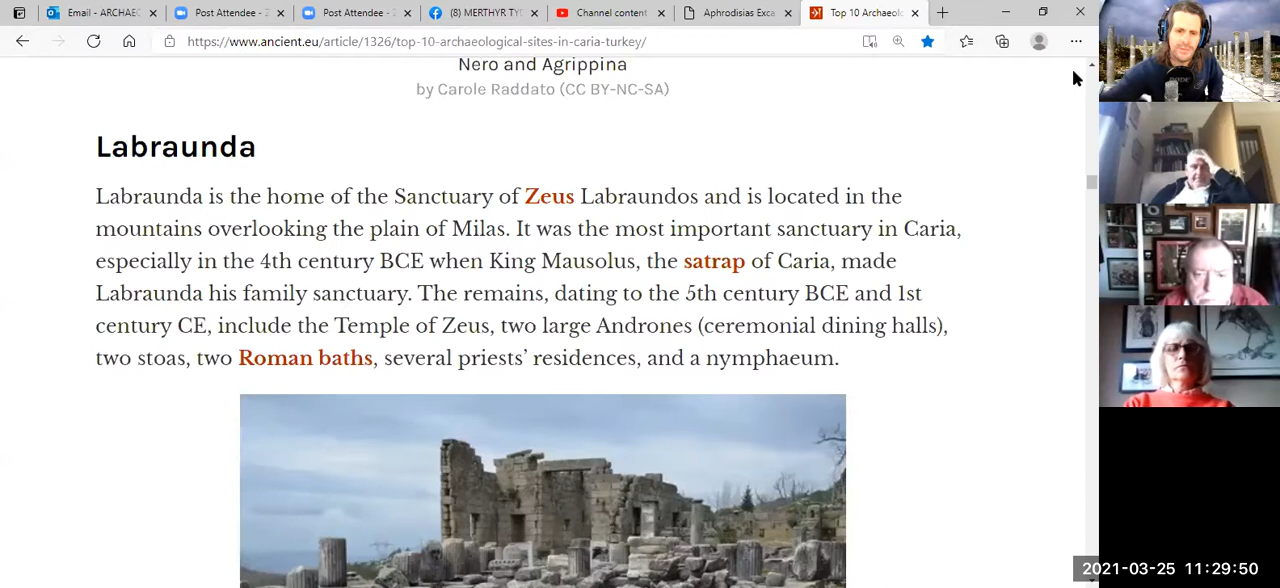 Email - ARCHAEC
Post Attendee - 2
Post Attendee - 2
(8) MERTHYR TY
Channel content
Aphrodisias Exca
Top 10 Archaeolo
https://www.ancient.eu/article/1326/top-10-archaeological-sites-in-caria-turkey/
Nero and Agrippina
by Carole Raddato (CC BY-NC-SA)
Labraunda
Labraunda is the home of the Sanctuary of Zeus Labraundos and is located in the
mountains overlooking the plain of Milas. It was the most important sanctuary in Caria,
especially in the 4th century BCE when King Mausolus, the satrap of Caria, made
Labraunda his family sanctuary. The remains, dating to the 5th century BCE and 1st
century CE, include the Temple of Zeus, two large Andrones (ceremonial dining halls),
two stoas, two Roman baths, several priests’ residences, and a nymphaeum.
2021-03-25 11:29:50